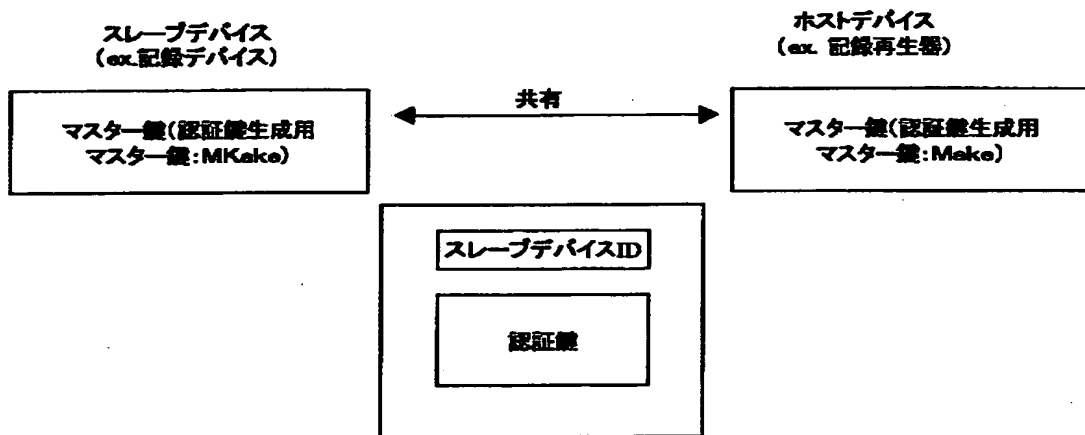 スレーブデバイス
(ex.記録デバイス)
ホストデバイス
(ex. 記録再生器)
共有
マスター鍵(認証鍵生成用
マスター鍵:MKake)
マスター鍵(認証鍵生成用
マスター鍵:Make)
スレーブデバイスID
認証鍵